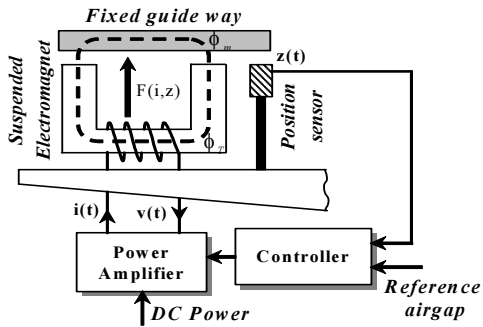 Fixed guide way
ϕm
z(t)
F(i,z)
Suspended
Electromagnet
Position
sensor
ϕT
i(t)
v(t)
Power
Amplifier
Controller
Reference
airgap
DC Power